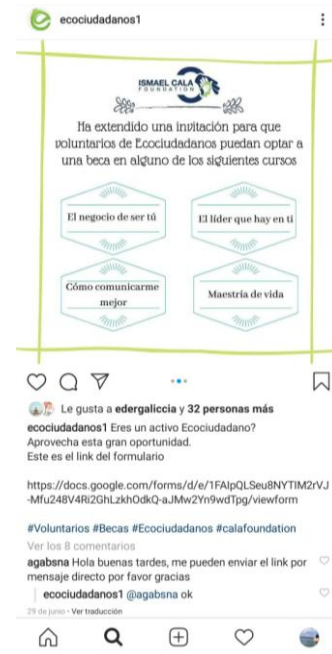 ecociudadanos1
ISMAEL CALA
FOUNDATION
Ha extendido una invitación para que
voluntarios de Ecociudadanos puedan optar a
una beca en alguno de los siguientes cursos
El negocio de ser tú
El líder que hay en ti
Cómo comunicarme
mejor
Maestría de vida
Le gusta a edergaliccia y 32 personas más
ecociudadanos1 Eres un activo Ecociudadano?
Aprovecha esta gran oportunidad.
Este es el link del formulario
https://docs.google.com/forms/d/e/1FAIpQLSeu8NYTIM2rVJ
-Mfu248V4Ri2GhLzkhOdkQ-aJMw2Yn9wdTpg/viewform
#Voluntarios #Becas #Ecociudadanos #calafoundation
Ver los 8 comentarios
agabsna Hola buenas tardes, me pueden enviar el link por
mensaje directo por favor gracias
ecociudadanos1 @agabsna ok
29 de junio • Ver traducción